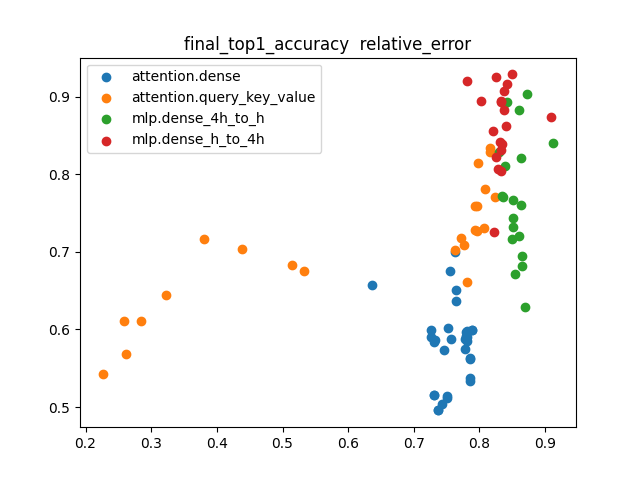 final_top1_accuracy  relative_error
attention.dense
attention.query_key_value
mlp.dense_4h_to_h
mlp.dense_h_to_4h
0.9
0.8
0.7
0.6
0.5
0.2 0.3 0.4 0.5 0.6 0.7 0.8 0.9